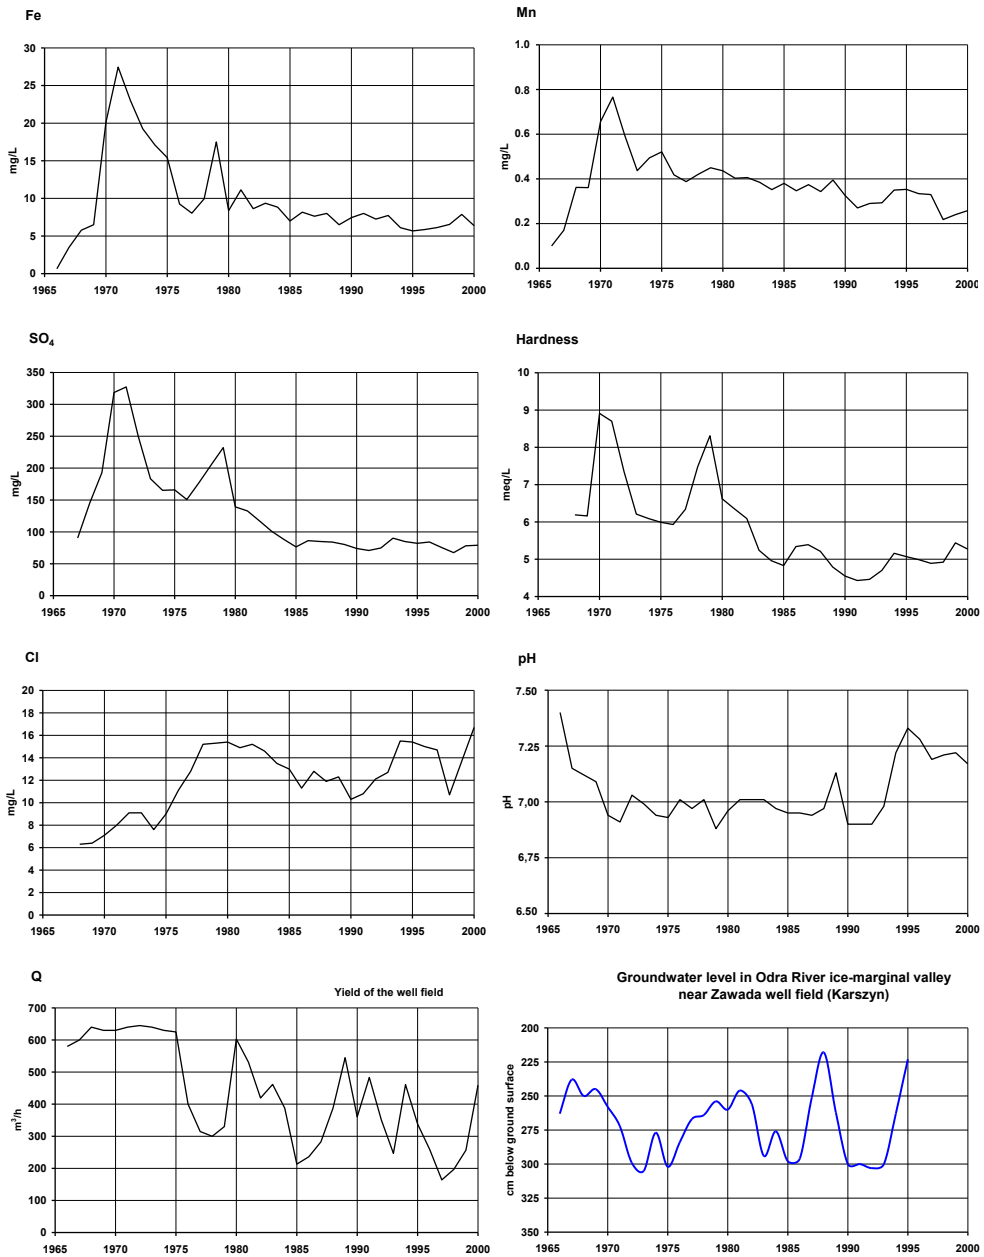 Fe
30
25
20
15
10
5
0
mg/L
1965 1970 1975 1980 1985 1990 1995 2000
Mn
1.0
0.8
0.6
0.4
0.2
0.0
mg/L
1965 1970 1975 1980 1985 1990 1995 2000
SO₄
350
300
250
200
150
100
50
0
mg/L
1965 1970 1975 1980 1985 1990 1995 2000
Hardness
10
9
8
7
6
5
4
meq/L
1965 1970 1975 1980 1985 1990 1995 2000
Cl
20
18
16
14
12
10
8
6
4
2
0
mg/L
1965 1970 1975 1980 1985 1990 1995 2000
pH
7.50
7.25
7,00
6,75
6.50
pH
1965 1970 1975 1980 1985 1990 1995 2000
Q
Yield of the well field
700
600
500
400
300
200
100
0
m³/h
1965 1970 1975 1980 1985 1990 1995 2000
Groundwater level in Odra River ice-marginal valley
near Zawada well field (Karszyn)
200
225
250
275
300
325
350
cm below ground surface
1965 1970 1975 1980 1985 1990 1995 2000